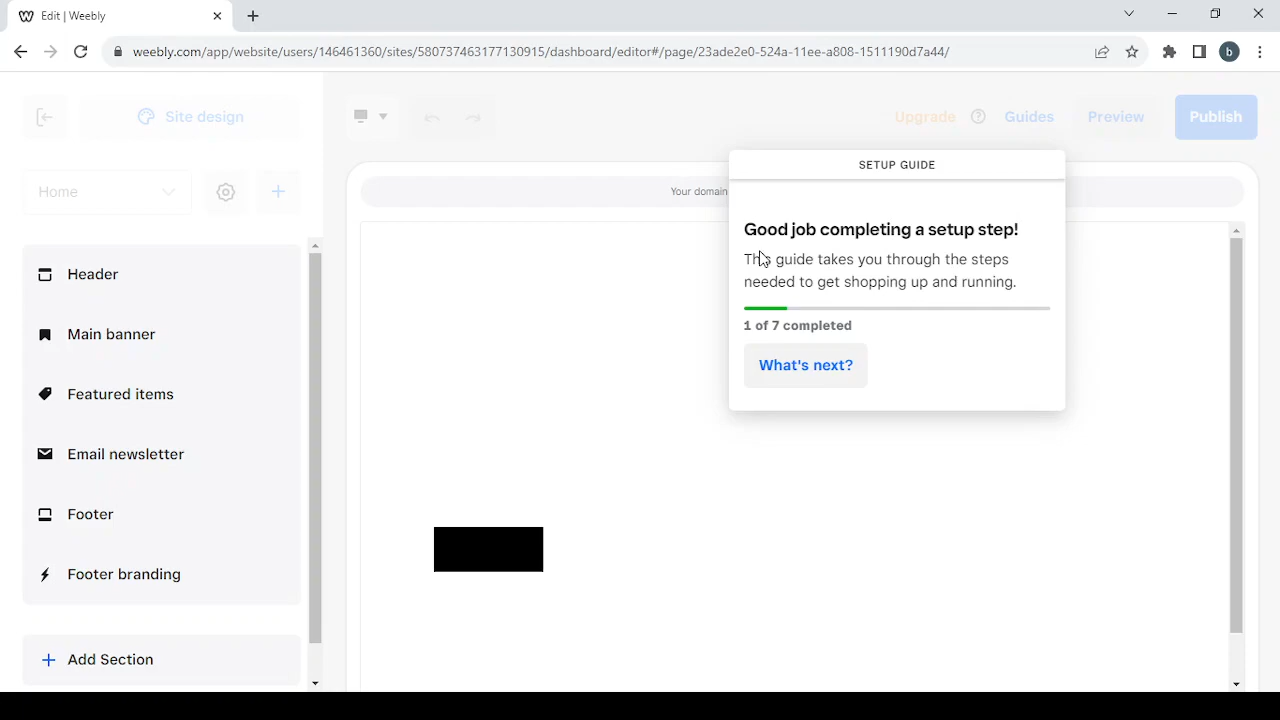 Edit | Weebly
weebly.com/app/website/users/146461360/sites/580737463177130915/dashboard/editor#/page/23ade2e0-524a-11ee-a808-1511190d7a44/
b
Site design
Upgrade
Guides
Preview
Publish
Home
Your domain
SETUP GUIDE
Good job completing a setup step!
This guide takes you through the steps
needed to get shopping up and running.
1 of 7 completed
What's next?
Header
Main banner
Featured items
Email newsletter
Footer
Footer branding
Add Section